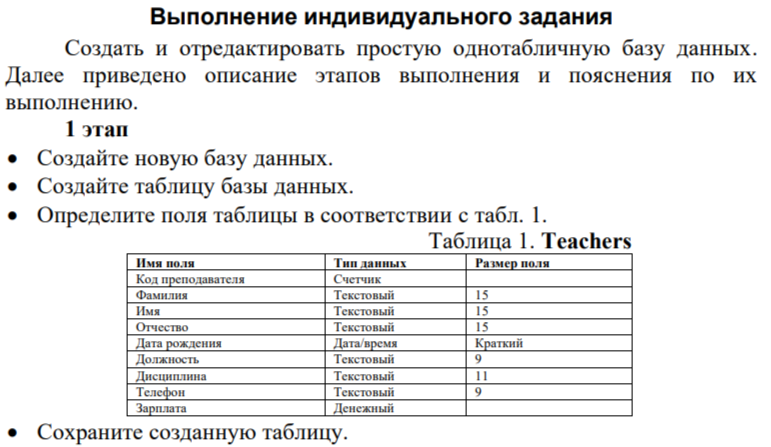 Выполнение индивидуального задания
Создать и отредактировать простую однотабличную базу данных.
Далее приведено описание этапов выполнения и пояснения по их
выполнению.
1 этап
• Создайте новую базу данных.
• Создайте таблицу базы данных.
• Определите поля таблицы в соответствии с табл. 1.
Таблица 1. Teachers
Имя поля Тип данных Размер поля
Код преподавателя Счетчик
Фамилия Текстовый 15
Имя Текстовый 15
Отчество Текстовый 15
Дата рождения Дата/время Краткий
Должность Текстовый 9
Дисциплина Текстовый 11
Телефон Текстовый 9
Зарплата Денежный
• Сохраните созданную таблицу.